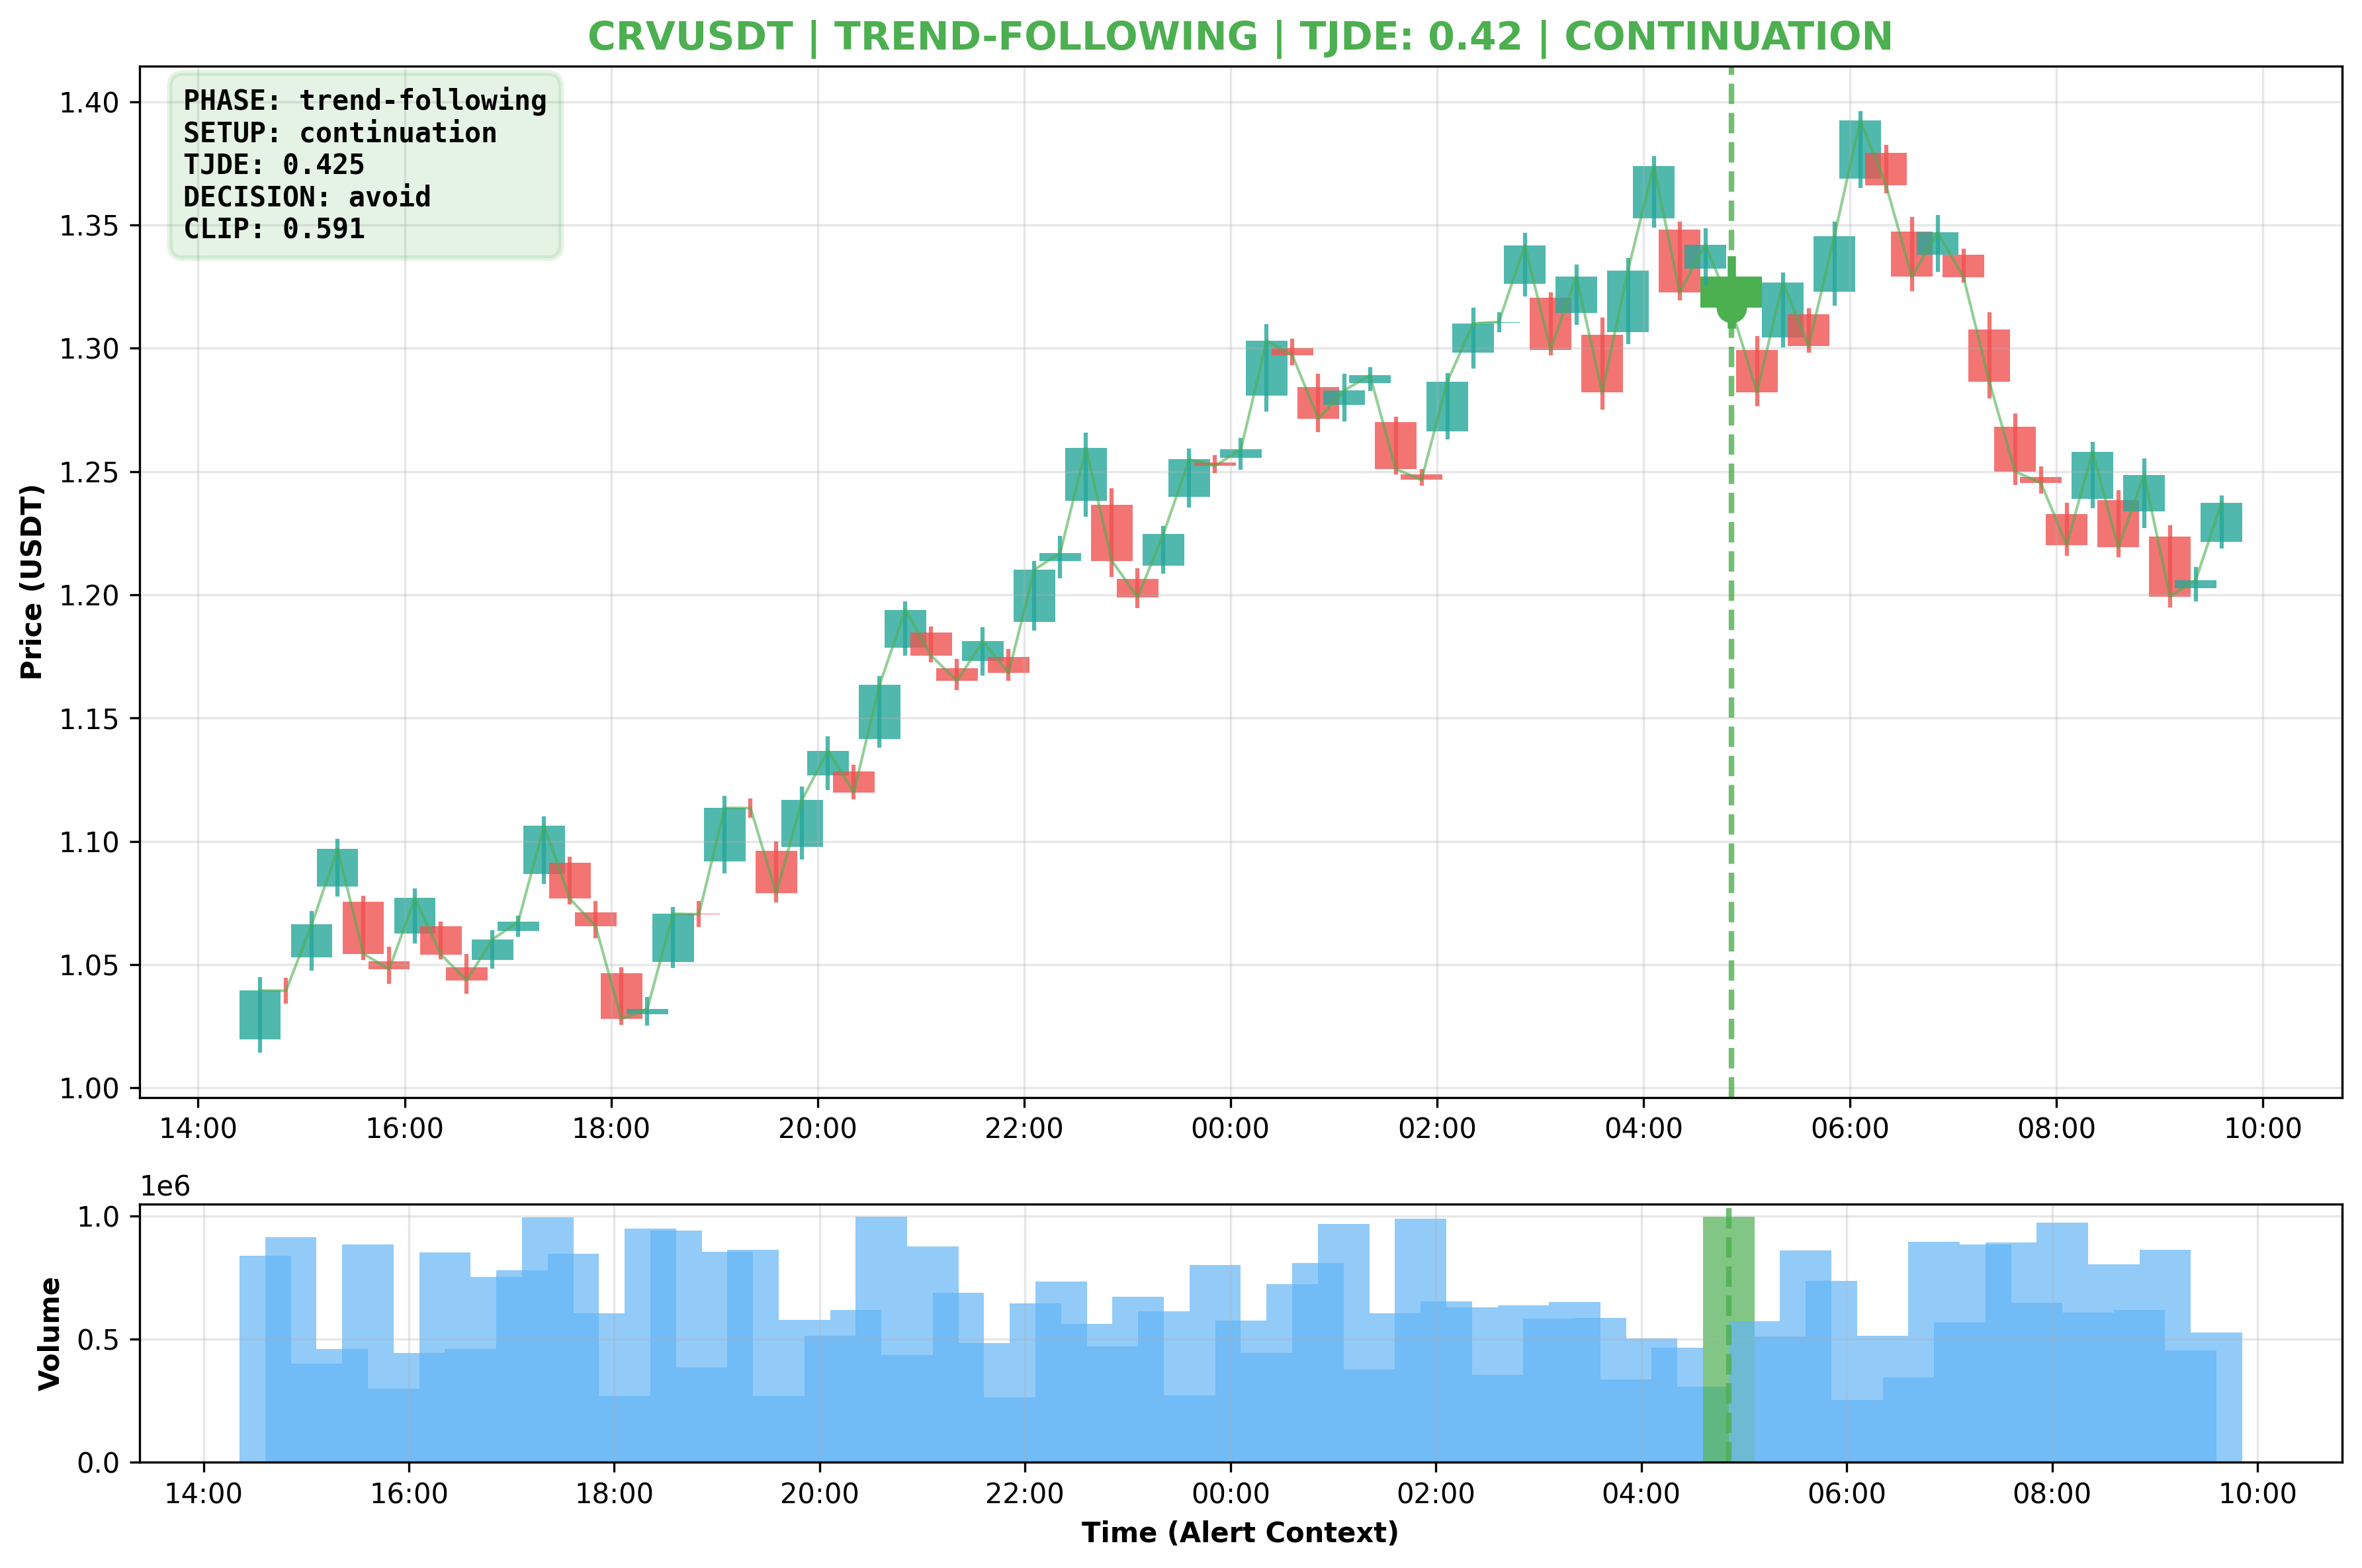 CRVUSDT | TREND-FOLLOWING | TJDE: 0.42 | CONTINUATION
PHASE: trend-following
SETUP: continuation
TJDE: 0.425
DECISION: avoid
CLIP: 0.591
Price (USDT)
1.40
1.35
1.30
1.25
1.20
1.15
1.10
1.05
1.00
14:00 16:00 18:00 20:00 22:00 00:00 02:00 04:00 06:00 08:00 10:00
1e6
Volume
1.0
0.5
0.0
14:00 16:00 18:00 20:00 22:00 00:00 02:00 04:00 06:00 08:00 10:00
Time (Alert Context)